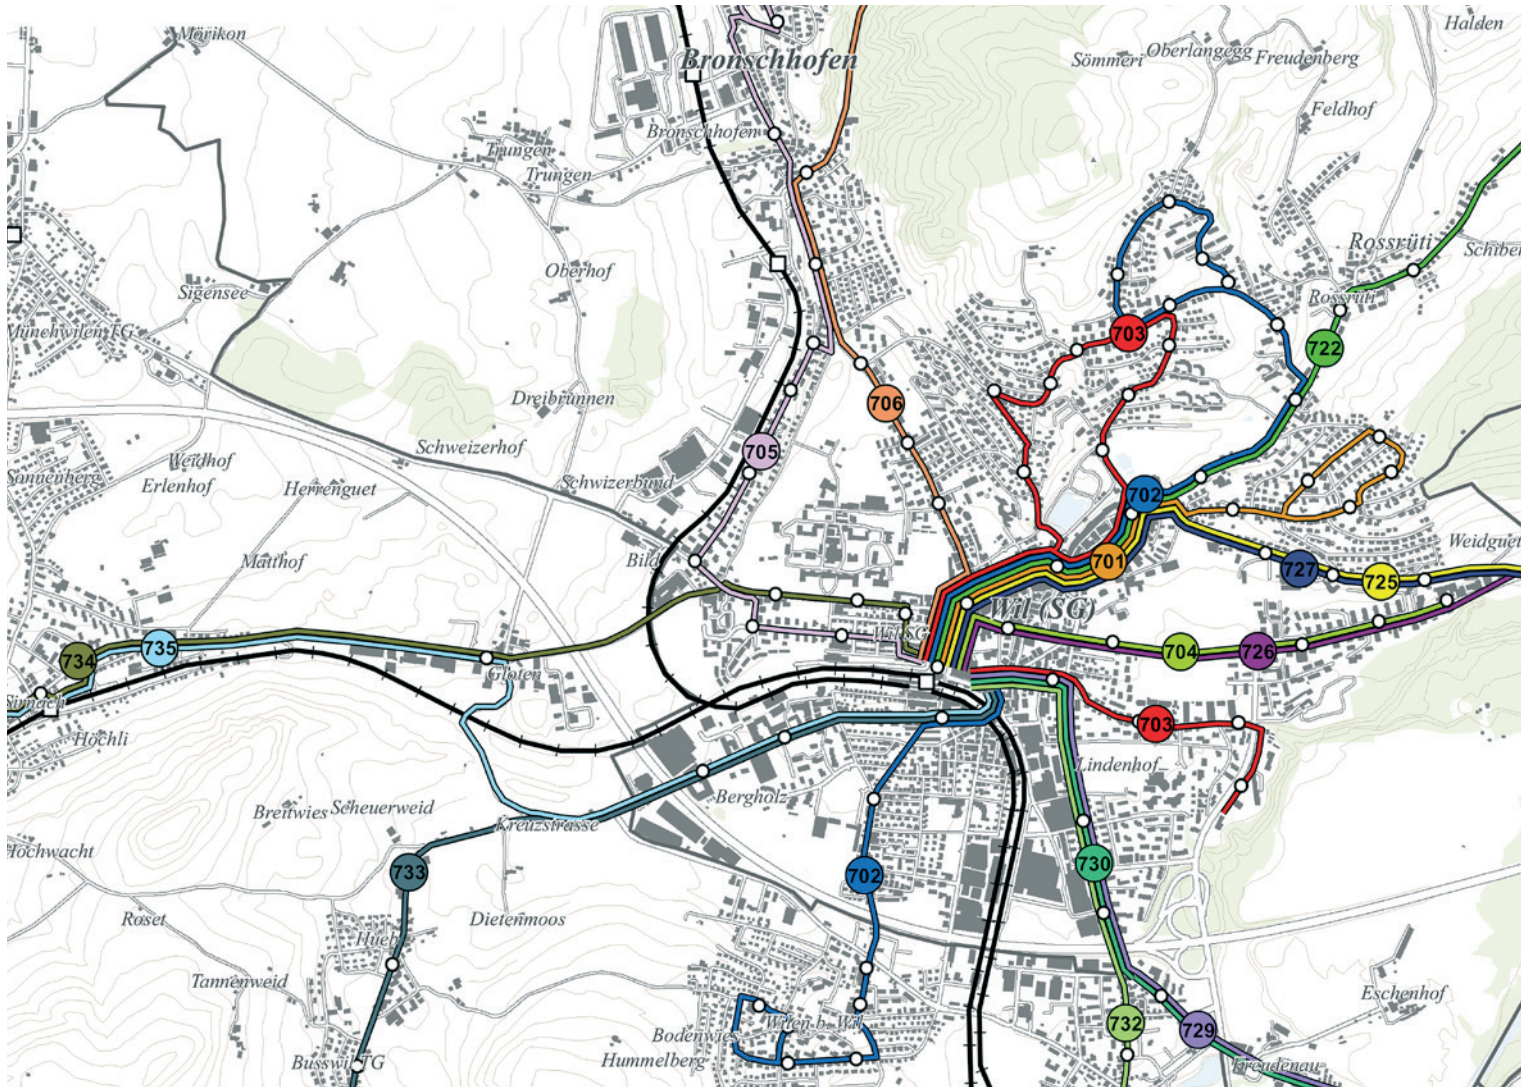 Halden
Mörikon
Oberlangegg
Sömmeri
Freudenberg
Bronschhofen
Feldhof
Bronschhofen
Trungen
Trungen
Rossrüti
Oberhof
Sigensee
Rossrüti
Münchwilen TG
703
722
Dreibrunnen
706
Schweizerhof
705
Weidhof
Sonnenberg
Erlenhof
Herrenguet
Schwizerbund
702
Weidguet
Matthof
Bild
701
727
725
Wil (SG)
Wil SG
734
735
704
726
Gloten
Sirnach
703
Höchli
Lindenhof
Bergholz
Breitwies
Scheuerweid
Kreuzstrasse
Hochwacht
730
733
702
Roset
Dietenmoos
Hueb
Tannenweid
Eschenhof
Wilen b. Wil
732
729
Bodenwies
Busswil TG
Hummelberg
Freudenau